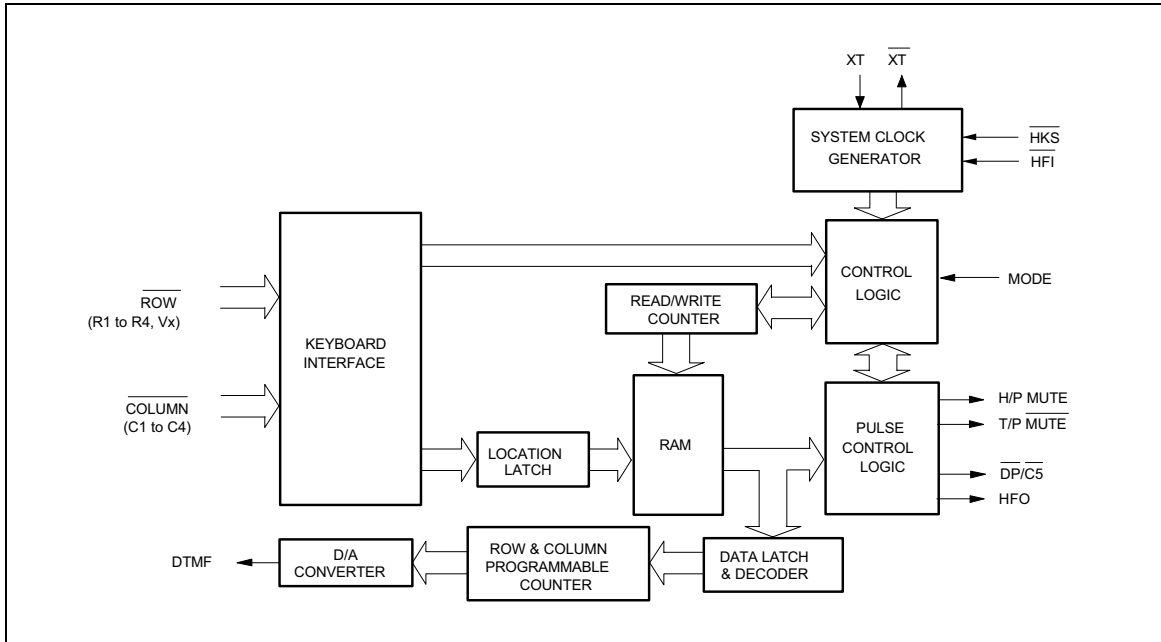 XT XT
SYSTEM CLOCK
GENERATOR
HKS
HFI
ROW
(R1 to R4, Vx)
COLUMN
(C1 to C4)
KEYBOARD
INTERFACE
READ/WRITE
COUNTER
CONTROL
LOGIC
MODE
LOCATION
LATCH
RAM
PULSE
CONTROL
LOGIC
H/P MUTE
T/P MUTE
DP/C5
HFO
DTMF
D/A
CONVERTER
ROW & COLUMN
PROGRAMMABLE
COUNTER
DATA LATCH
& DECODER